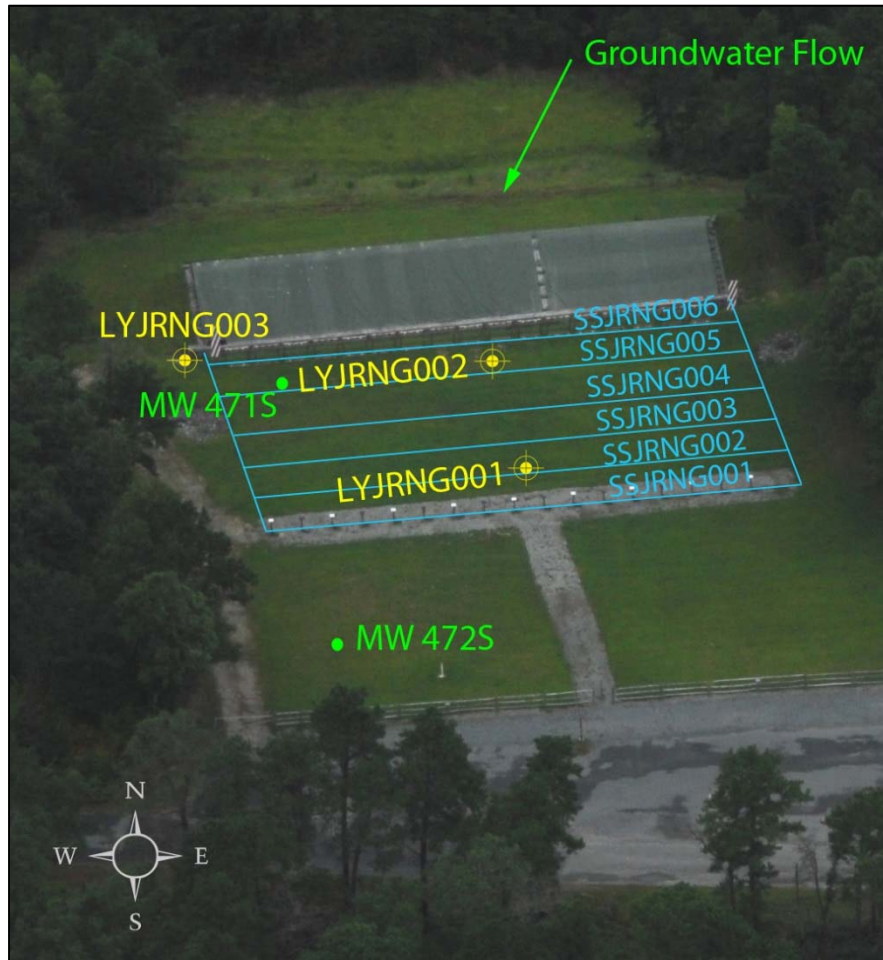 Groundwater Flow
LYJRNG003
SSJRNG006
SSJRNG005
LYJRNG002
SSJRNG004
MW 471S
SSJRNG003
SSJRNG002
LYJRNG001
SSJRNG001
MW 472S
N
W
E
S